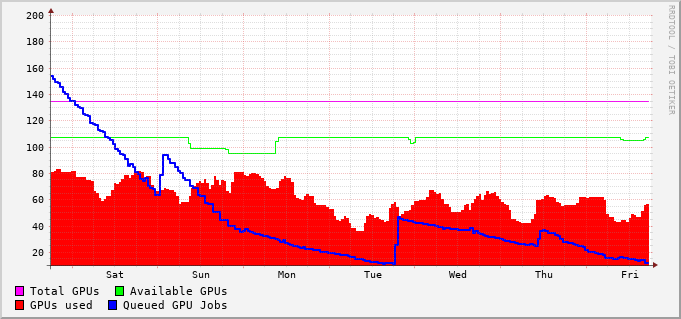 RRDTOOL / TOBI OETIKER
200
180
160
140
120
100
80
60
40
20
Sat Sun Mon Tue Wed Thu Fri
Total GPUs Available GPUs
GPUs used Queued GPU Jobs